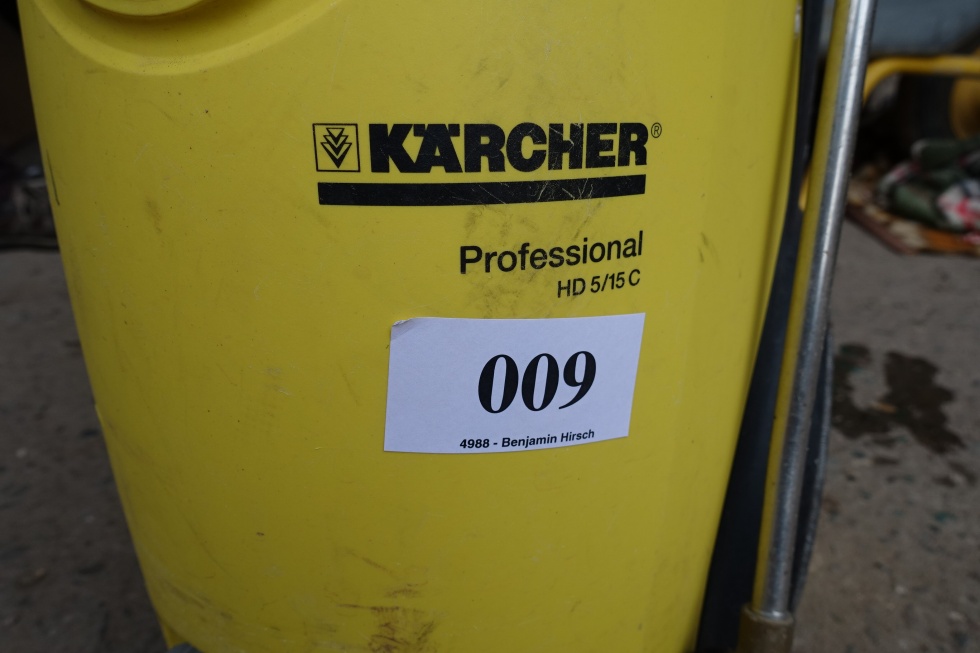 KÄRCHER®
Professional
HD 5/15 C
009
4988 - Benjamin Hirsch